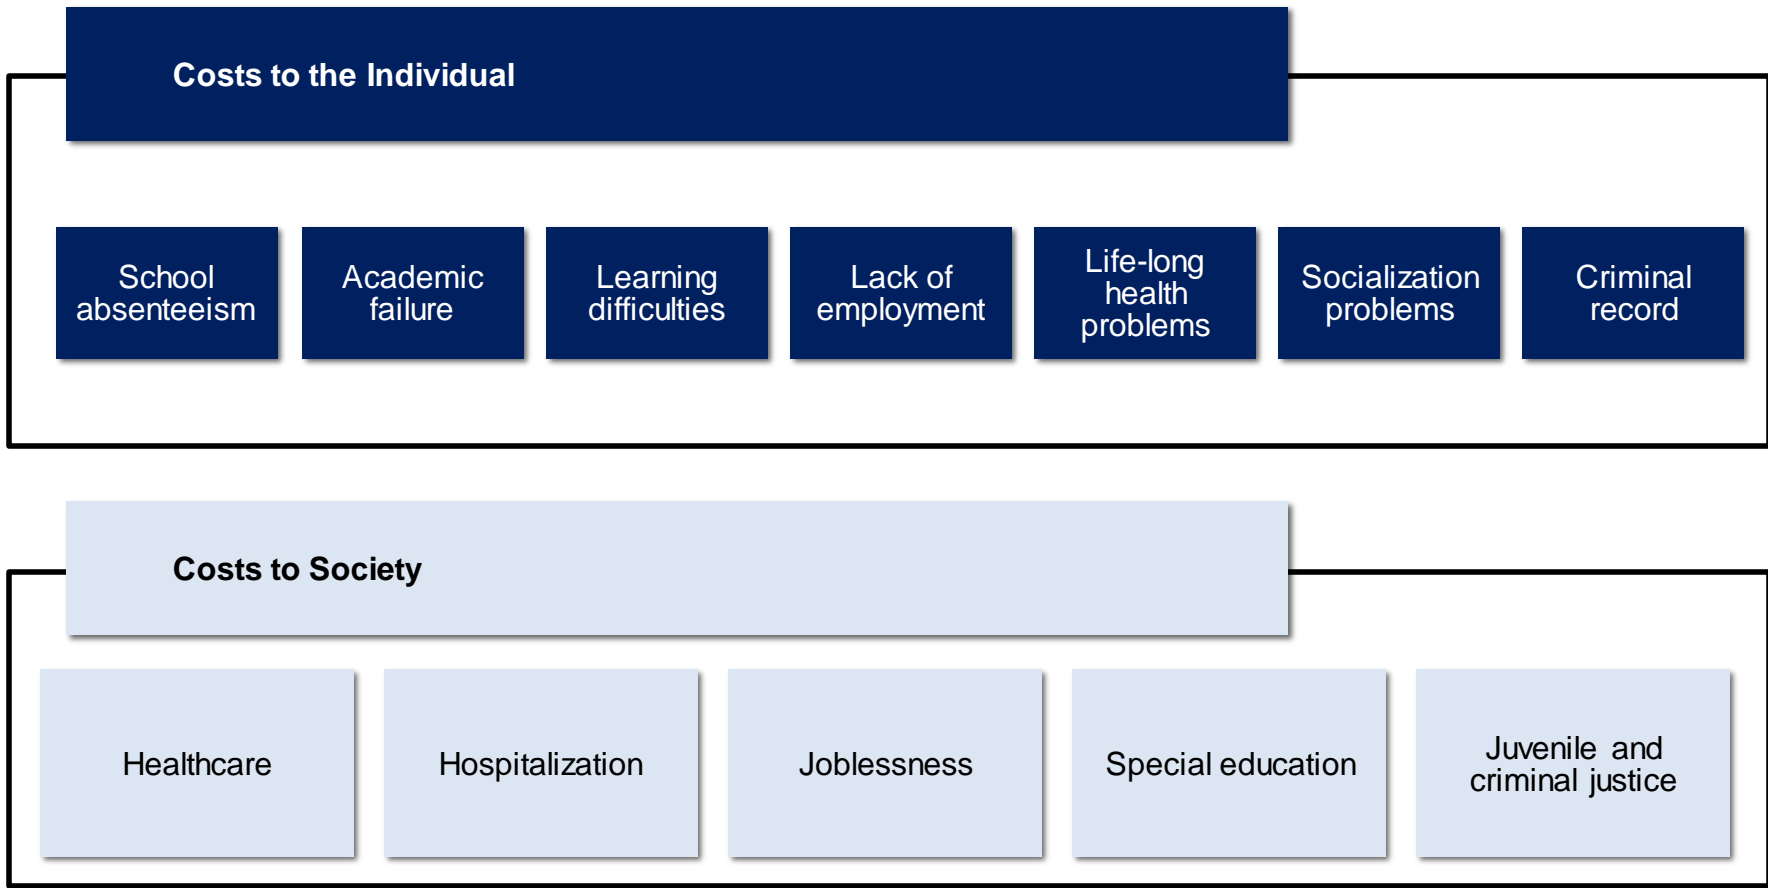 Costs to the Individual
School
absenteeism
Academic
failure
Learning
difficulties
Lack of
employment
Life-long
health
problems
Socialization
problems
Criminal
record
Costs to Society
Healthcare
Hospitalization
Joblessness
Special education
Juvenile and
criminal justice